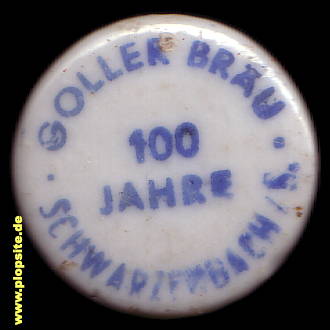 · GOLLER BRÄU ·
100
JAHRE
SCHWARZENBACH / S.
www.plopsite.de